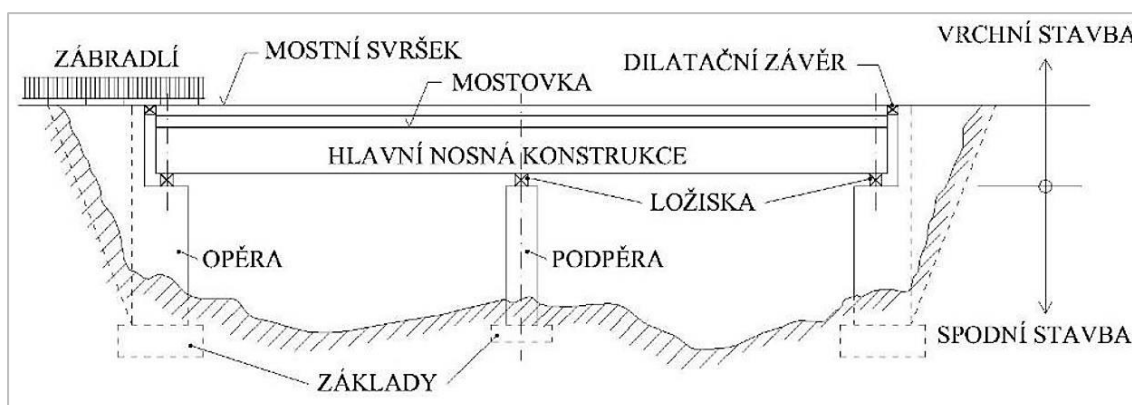 VRCHNÍ STAVBA
MOSTNÍ SVRŠEK
ZÁBRADLÍ
DILATAČNÍ ZÁVĚR
MOSTOVKA
HLAVNÍ NOSNÁ KONSTRUKCE
LOŽISKA
OPĚRA
PODPĚRA
SPODNÍ STAVBA
ZÁKLADY